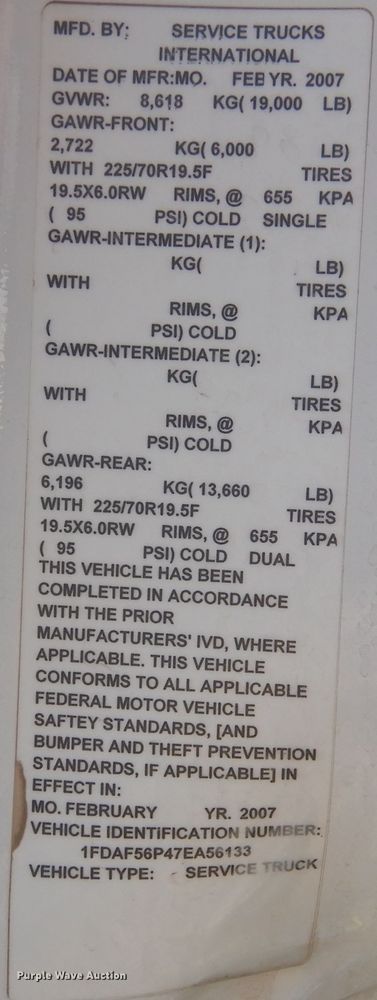 MFD. BY: SERVICE TRUCKS
INTERNATIONAL
DATE OF MFR:MO. FEB YR. 2007
GVWR: 8,618 KG( 19,000 LB)
GAWR-FRONT:
2,722 KG( 6,000 LB)
WITH 225/70R19.5F TIRES
19.5X6.0RW RIMS, @ 655 KPA
( 95 PSI) COLD SINGLE
GAWR-INTERMEDIATE (1):
KG( LB)
WITH TIRES
RIMS, @ KPA
( PSI) COLD
GAWR-INTERMEDIATE (2):
KG( LB)
WITH TIRES
RIMS, @ KPA
( PSI) COLD
GAWR-REAR:
6,196 KG( 13,660 LB)
WITH 225/70R19.5F TIRES
19.5X6.0RW RIMS, @ 655 KPA
( 95 PSI) COLD DUAL
THIS VEHICLE HAS BEEN
COMPLETED IN ACCORDANCE
WITH THE PRIOR
MANUFACTURERS' IVD, WHERE
APPLICABLE. THIS VEHICLE
CONFORMS TO ALL APPLICABLE
FEDERAL MOTOR VEHICLE
SAFTEY STANDARDS, [AND
BUMPER AND THEFT PREVENTION
STANDARDS, IF APPLICABLE] IN
EFFECT IN:
MO. FEBRUARY YR. 2007
VEHICLE IDENTIFICATION NUMBER:
1FDAF56P47EA56133
VEHICLE TYPE: SERVICE TRUCK
Purple Wave Auction